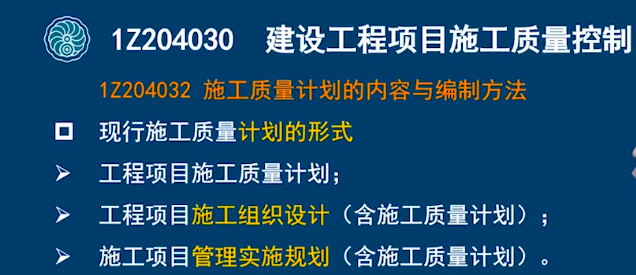 1Z204030 建设工程项目施工质量控制
1Z204032 施工质量计划的内容与编制方法
现行施工质量计划的形式
工程项目施工质量计划；
工程项目施工组织设计（含施工质量计划）；
施工项目管理实施规划（含施工质量计划）。